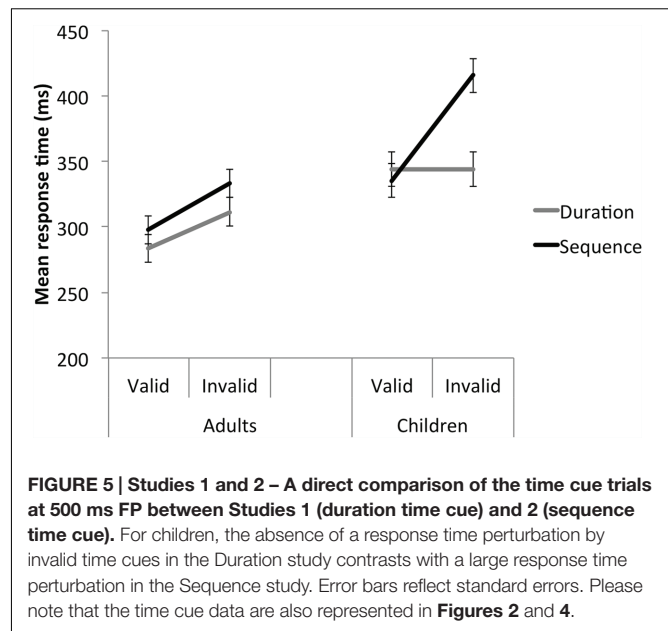 450
400
350
300
250
200
Mean response time (ms)
Duration
Sequence
Valid Invalid Valid Invalid
Adults Children
FIGURE 5 | Studies 1 and 2 – A direct comparison of the time cue trials
at 500 ms FP between Studies 1 (duration time cue) and 2 (sequence
time cue). For children, the absence of a response time perturbation by
invalid time cues in the Duration study contrasts with a large response time
perturbation in the Sequence study. Error bars reflect standard errors. Please
note that the time cue data are also represented in Figures 2 and 4.